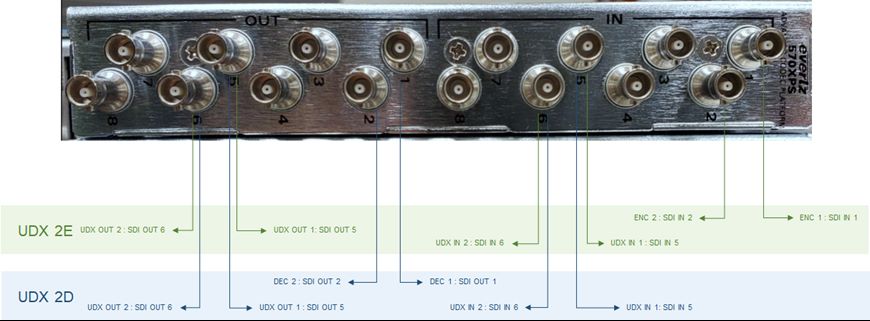 OUT
IN
7
5
3
1
7
5
3
1
8
6
4
2
8
6
4
2
evertz
570XPS
PLATFORM
UDX 2E
ENC 2 : SDI IN 2
ENC 1 : SDI IN 1
UDX OUT 2 : SDI OUT 6
UDX OUT 1: SDI OUT 5
UDX IN 2 : SDI IN 6
UDX IN 1 : SDI IN 5
UDX 2D
DEC 2 : SDI OUT 2
DEC 1 : SDI OUT 1
UDX OUT 2 : SDI OUT 6
UDX OUT 1 : SDI OUT 5
UDX IN 2 : SDI IN 6
UDX IN 1: SDI IN 5